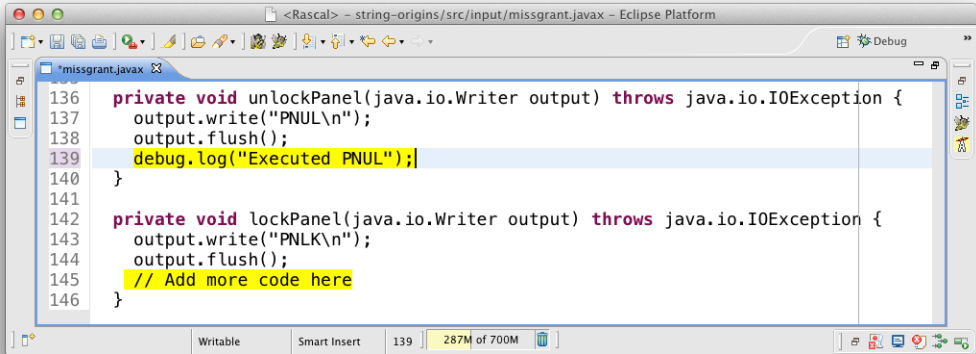 <Rascal> – string-origins/src/input/missgrant.javax – Eclipse Platform
Debug
*missgrant.javax
136 private void unlockPanel(java.io.Writer output) throws java.io.IOException {
137 output.write("PNUL\n");
138 output.flush();
139 debug.log("Executed PNUL");
140 }
141
142 private void lockPanel(java.io.Writer output) throws java.io.IOException {
143 output.write("PNLK\n");
144 output.flush();
145 // Add more code here
146 }
Writable Smart Insert 139 287M of 700M